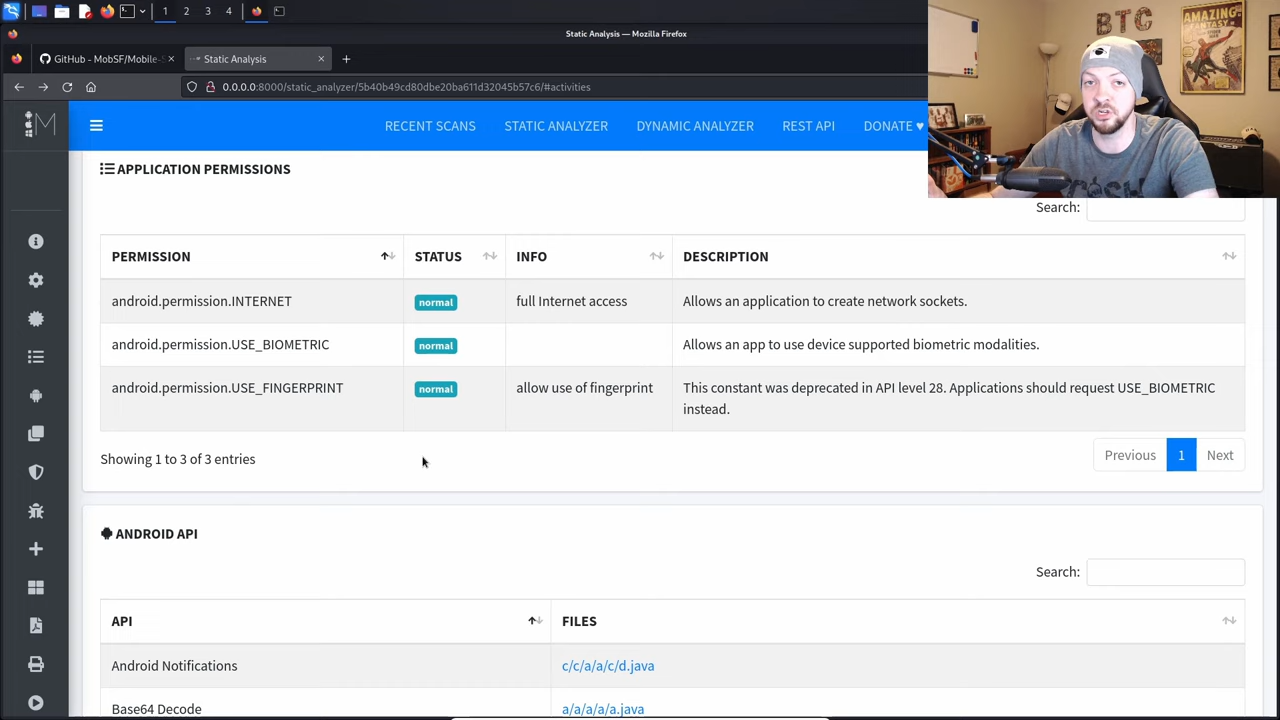 1 2 3 4
Static Analysis — Mozilla Firefox
GitHub - MobSF/Mobile-S
Static Analysis
0.0.0.0:8000/static_analyzer/5b40b49cd80dbe20ba611d32045b57c6/#activities
RECENT SCANS STATIC ANALYZER DYNAMIC ANALYZER REST API DONATE ♥
BTC
AMAZING
FANTASY
APPLICATION PERMISSIONS
Search:
PERMISSION STATUS INFO DESCRIPTION
android.permission.INTERNET normal full Internet access Allows an application to create network sockets.
android.permission.USE_BIOMETRIC normal Allows an app to use device supported biometric modalities.
android.permission.USE_FINGERPRINT normal allow use of fingerprint This constant was deprecated in API level 28. Applications should request USE_BIOMETRIC
instead.
Showing 1 to 3 of 3 entries
Previous 1 Next
ANDROID API
Search:
API FILES
Android Notifications c/c/a/a/c/d.java
Base64 Decode a/a/a/a/a.java